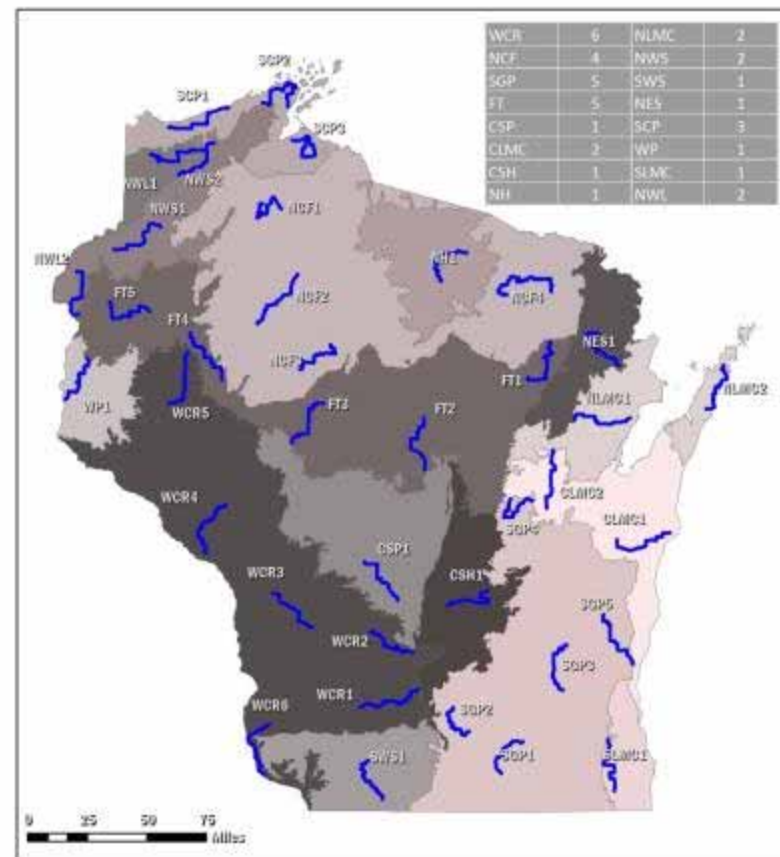 WCR 6 NLMC 2
NCF 4 NWS 2
SGP 5 SWS 1
FT 5 NES 1
CSP 1 SCP 3
CLMC 2 WP 1
CSH 1 SLMC 1
NH 1 NWL 2
SCP2
SCP1
SCP3
NWL1
NWS2
NWS1
NCF1
NWL2
NH1
FT5
NCF2
NCF4
FT4
NES1
NCF3
FT1
NLMC2
WP1
WCR5
FT3
FT2
NLMC1
WCR4
CLMC2
SGP4
CLMC1
CSP1
WCR3
CSH1
SGP5
WCR2
SGP3
WCR1
WCR6
SGP2
SWS1
SGP1
SLMC1
0 25 50 75
Miles